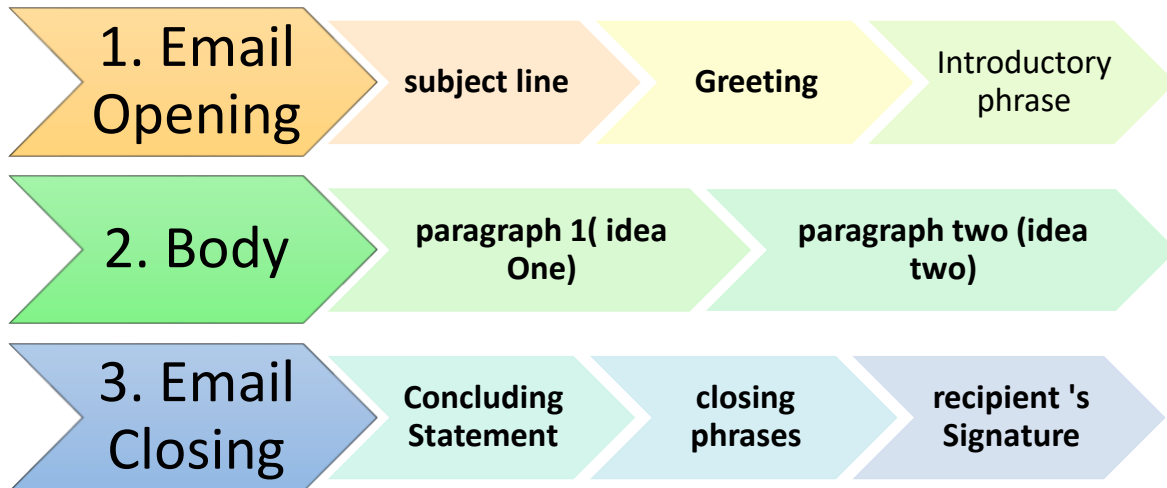 1. Email
Opening
subject line
Greeting
Introductory
phrase
2. Body
paragraph 1( idea
One)
paragraph two (idea
two)
3. Email
Closing
Concluding
Statement
closing
phrases
recipient 's
Signature